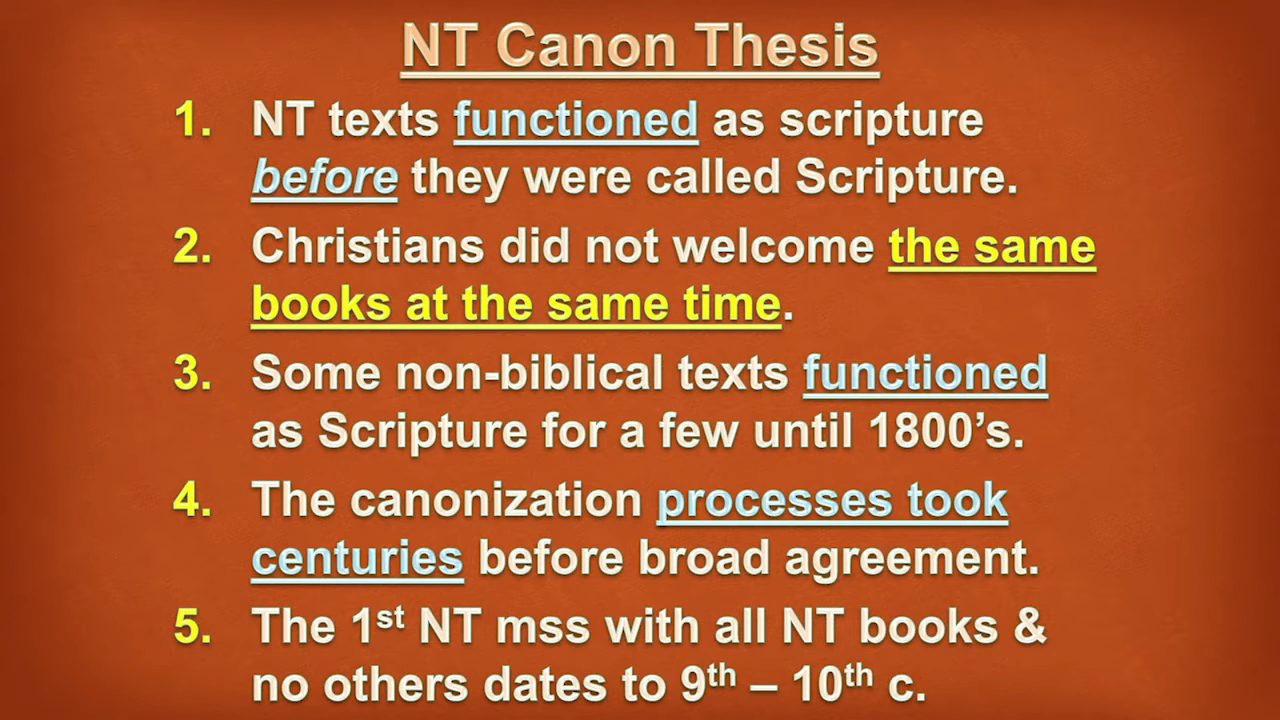 NT Canon Thesis
1. NT texts functioned as scripture
before they were called Scripture.
2. Christians did not welcome the same
books at the same time.
3. Some non-biblical texts functioned
as Scripture for a few until 1800’s.
4. The canonization processes took
centuries before broad agreement.
5. The 1st NT mss with all NT books &
no others dates to 9th – 10th c.